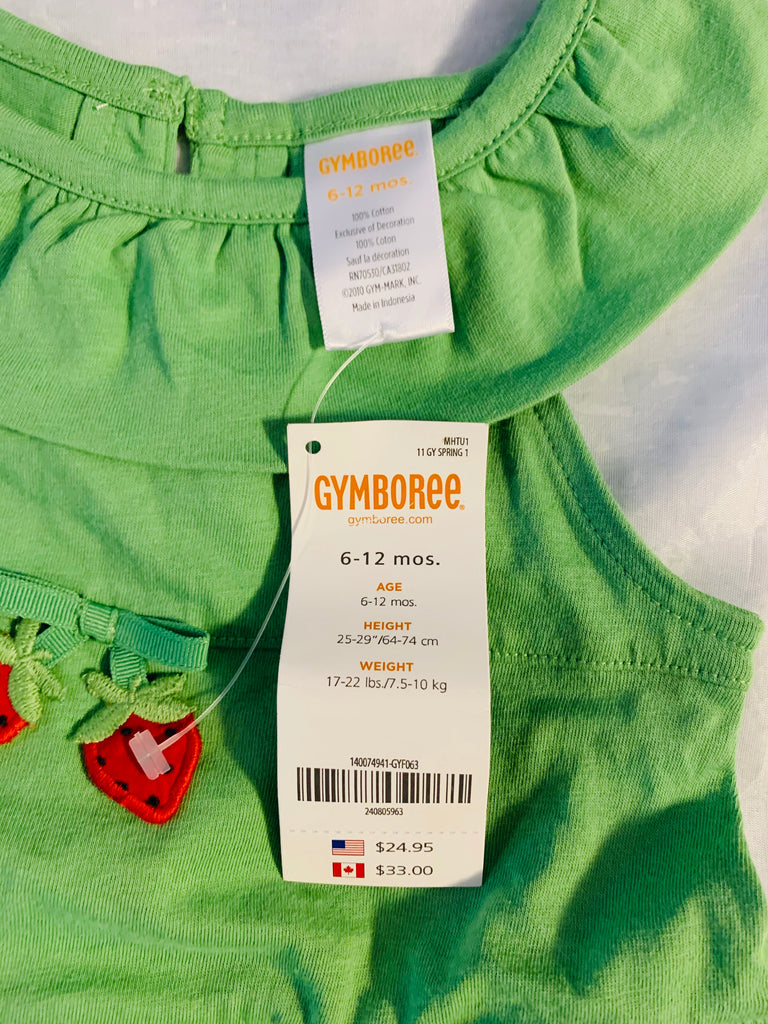 GYMBOREE
6-12 mos.
100% Cotton
Exclusive of Decoration
100% Coton
Sauf la décoration
RN70530/CA31802
©2010 GYM-MARK, INC.
Made in Indonesia
MHTU1
11 GY SPRING 1
GYMBOREE®
gymboree.com
6-12 mos.
AGE
6-12 mos.
HEIGHT
25-29"/64-74 cm
WEIGHT
17-22 lbs./7.5-10 kg
140074941-GYF063
240805963
$24.95
$33.00